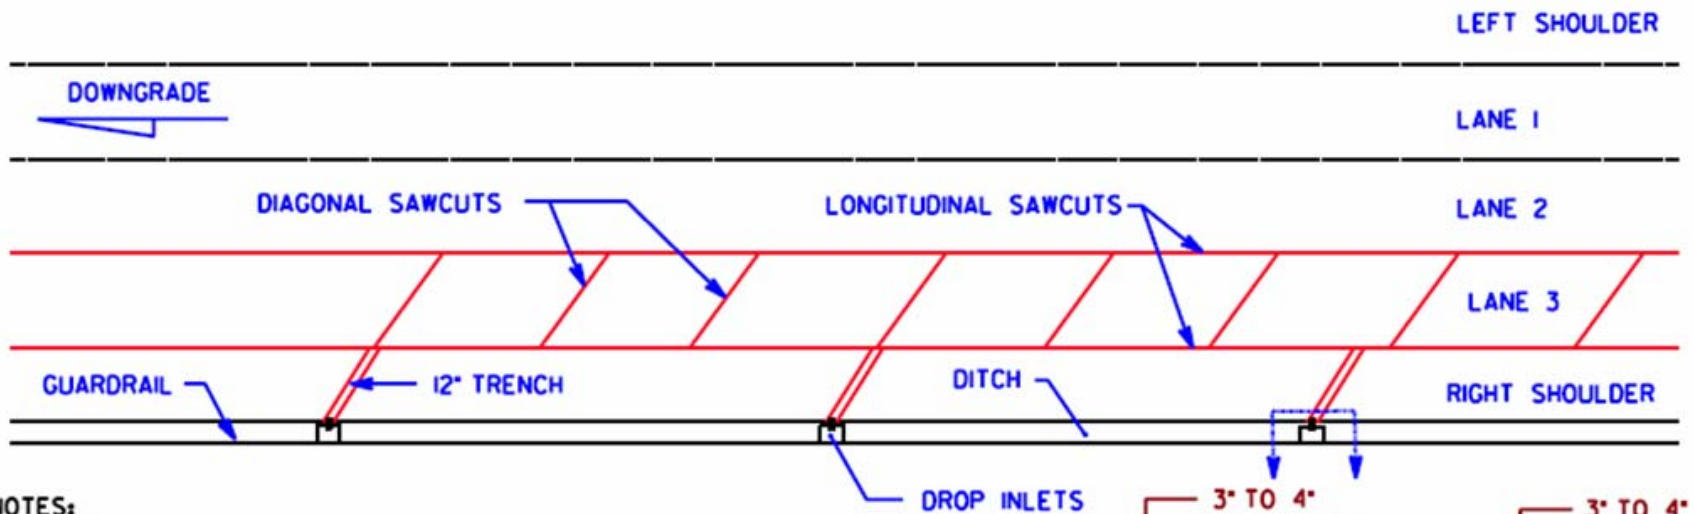 LEFT SHOULDER
DOWNGRADE
LANE 1
DIAGONAL SAWCUTS
LONGITUDINAL SAWCUTS
LANE 2
LANE 3
GUARDRAIL
12" TRENCH
DITCH
RIGHT SHOULDER
DROP INLETS
3" TO 4"
3" TO 4"
NOTES: